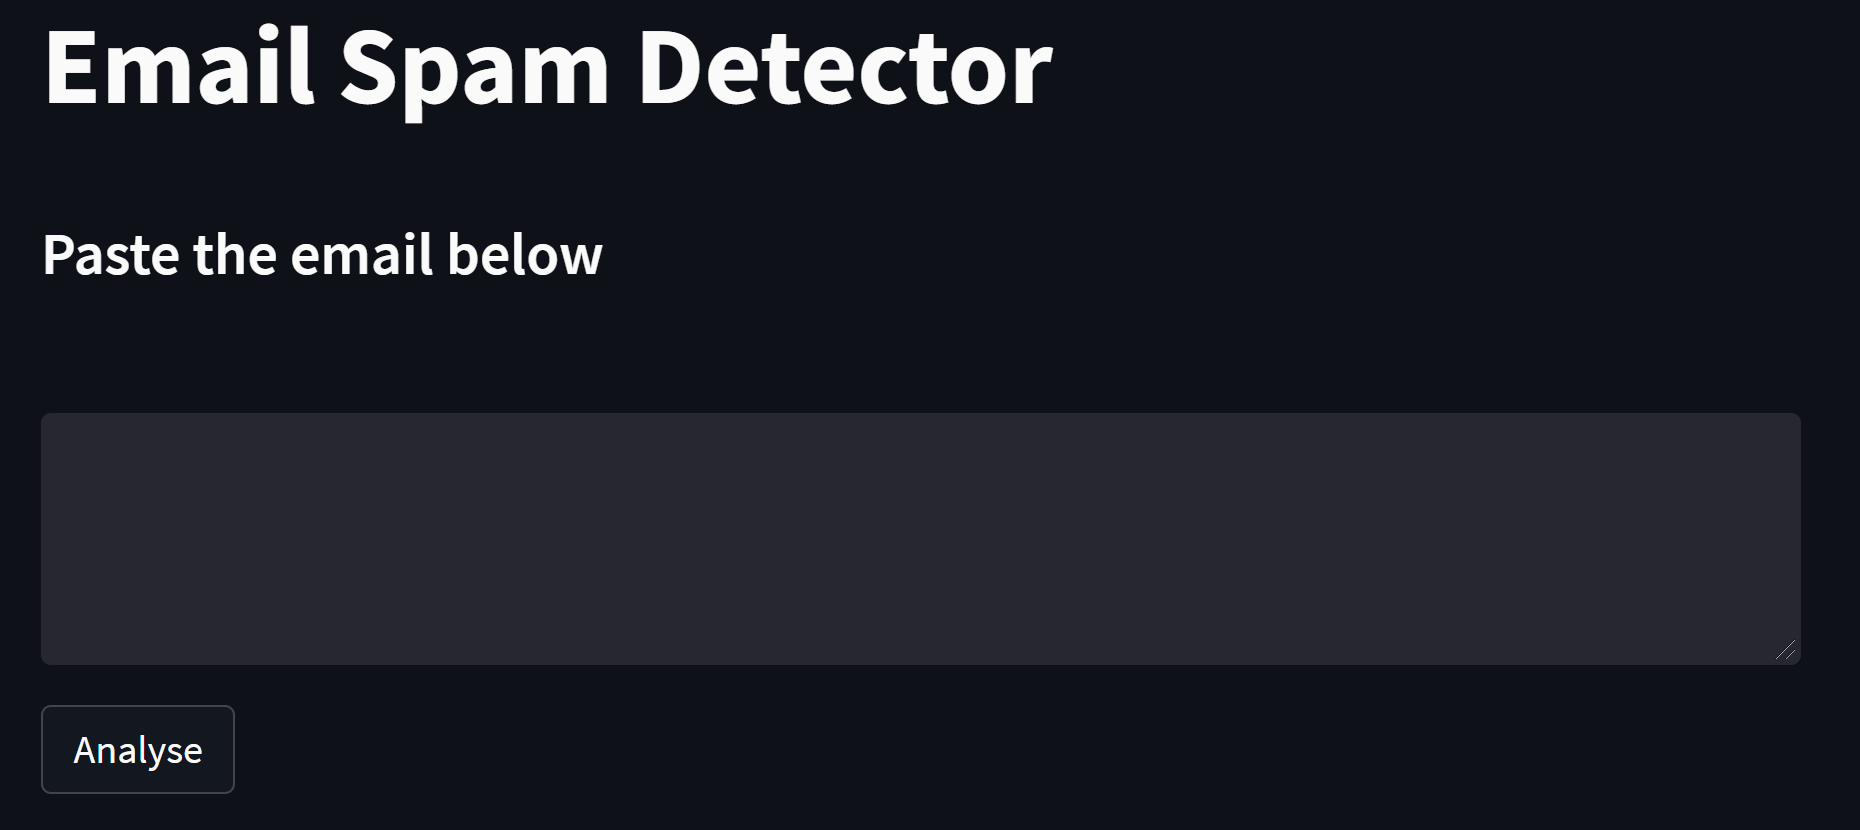 Email Spam Detector
Paste the email below
Analyse